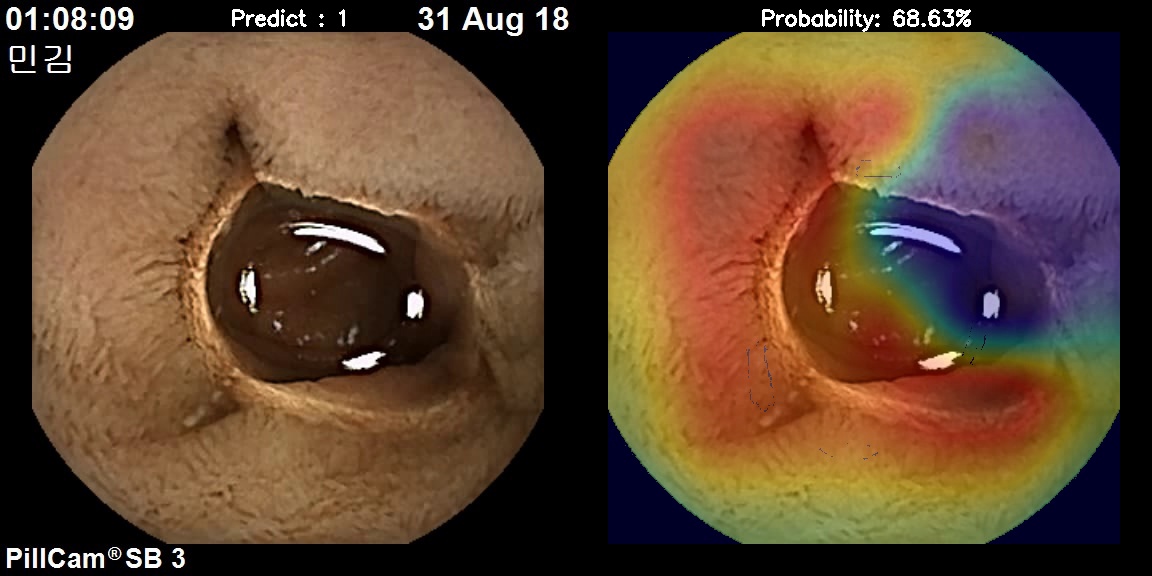 01:08:09
Predict : 1
31 Aug 18
Probability: 68.63%
민김
PillCam® SB 3